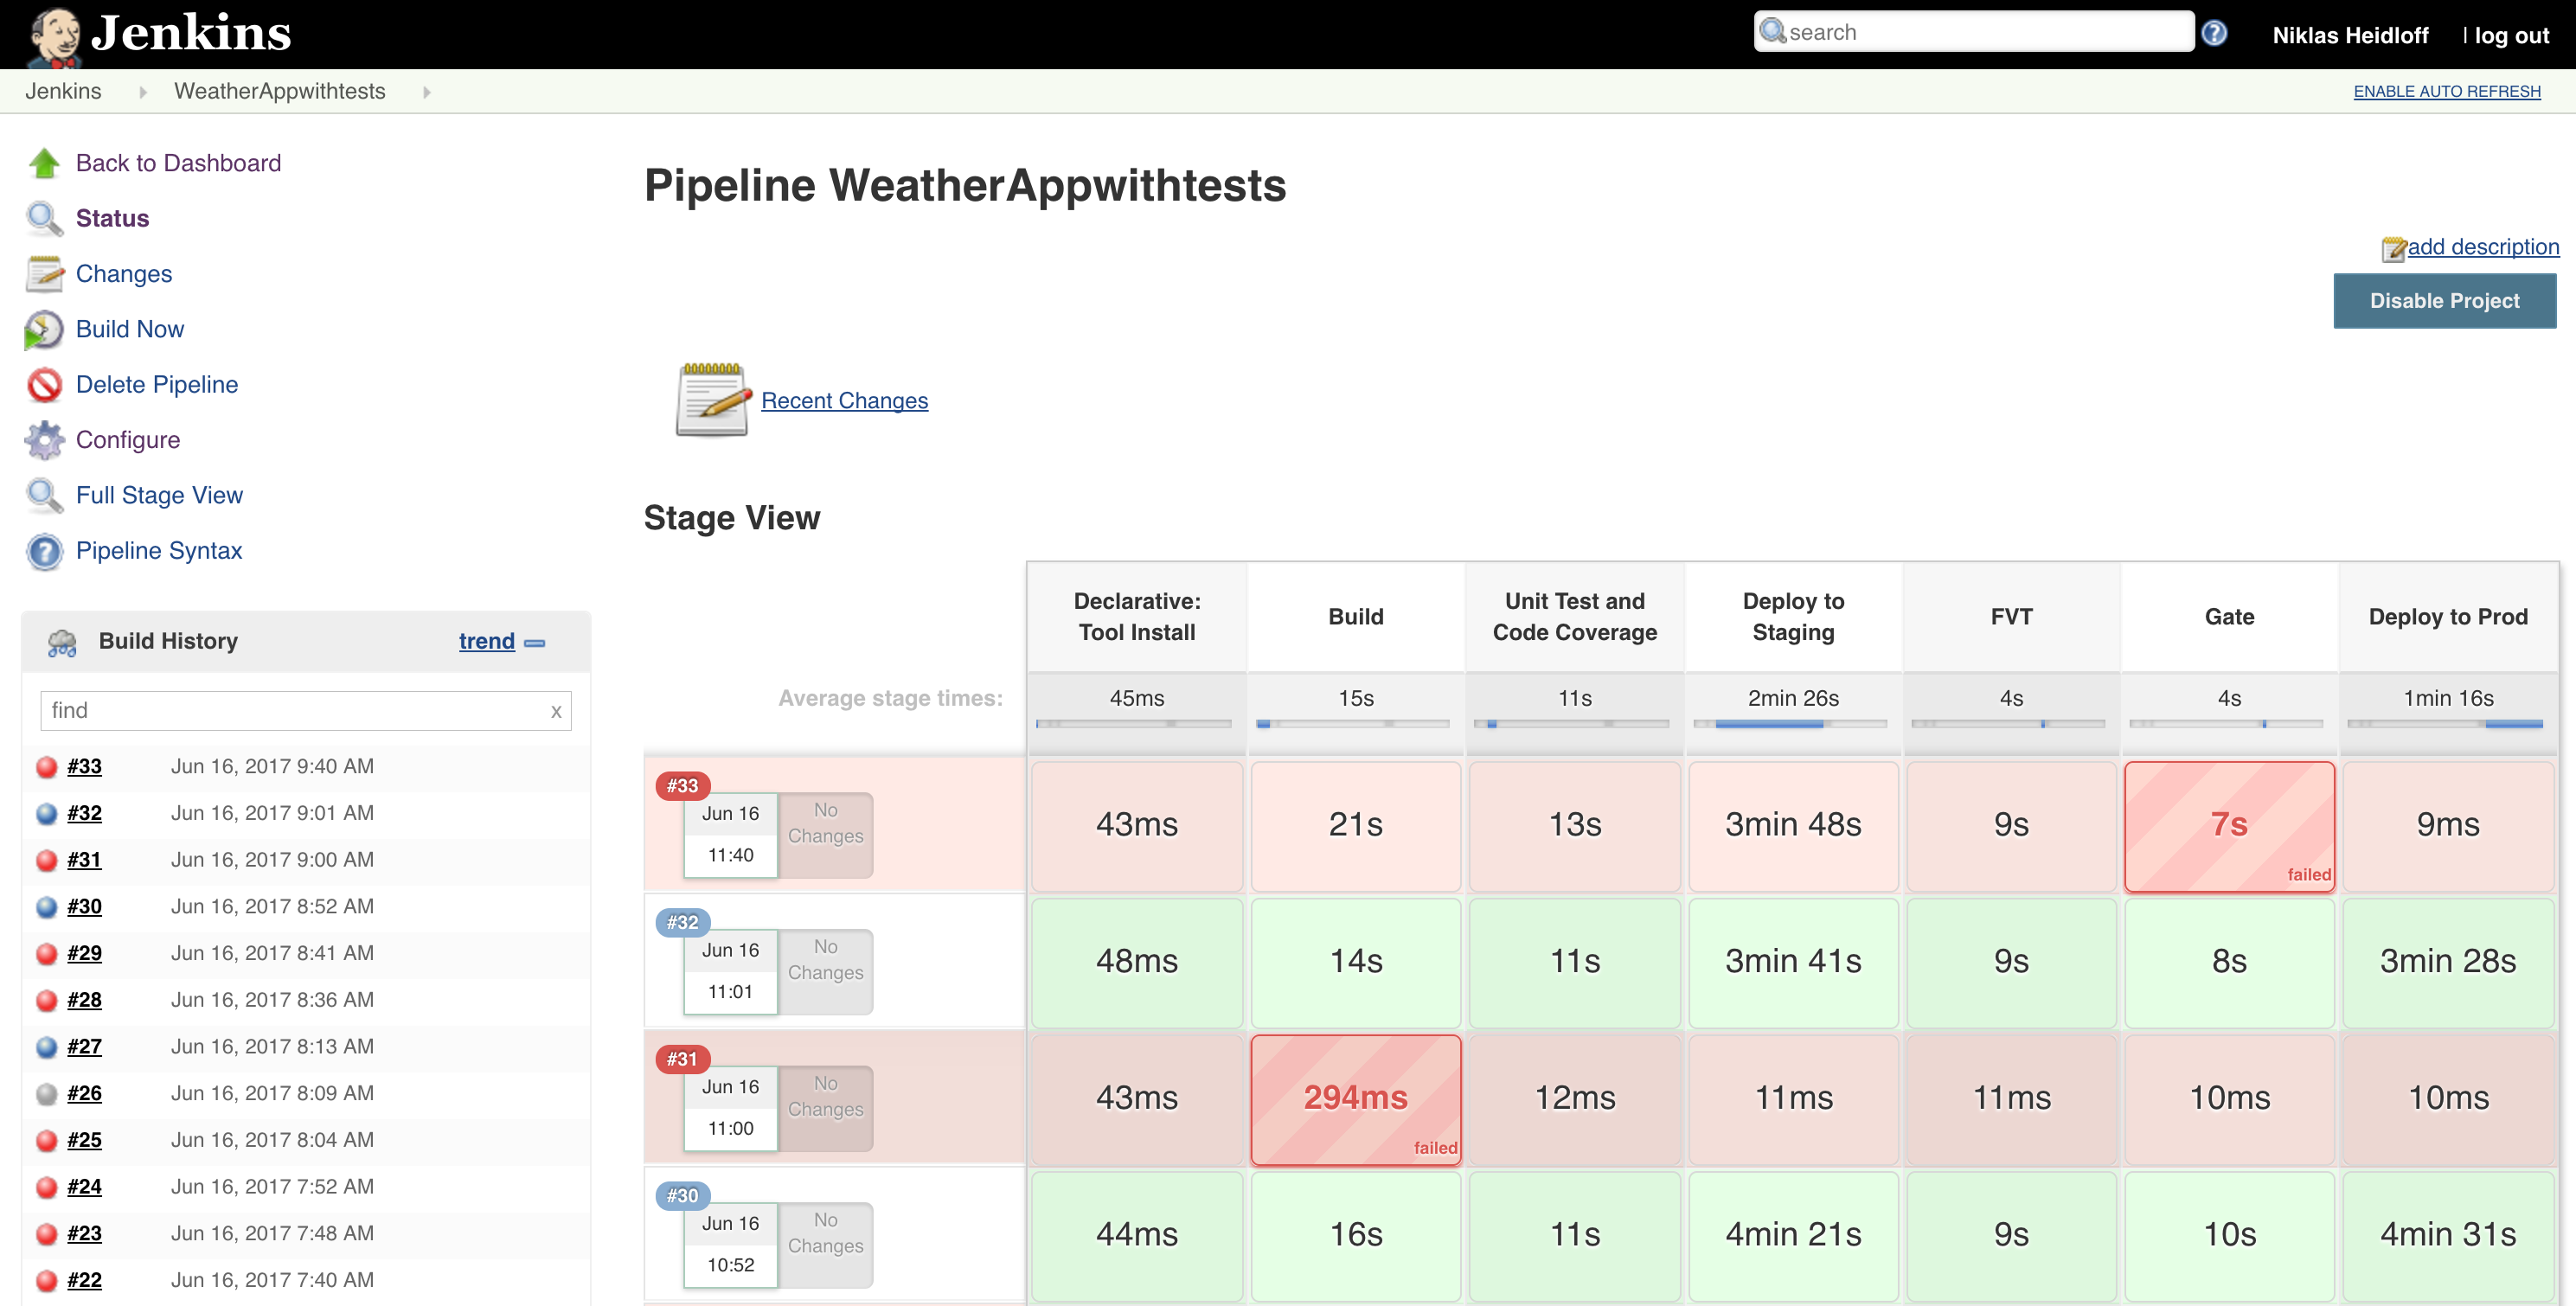 Jenkins
search
Niklas Heidloff | log out
Jenkins WeatherAppwithtests
ENABLE AUTO REFRESH
Back to Dashboard
Status
Changes
Build Now
Delete Pipeline
Configure
Full Stage View
Pipeline Syntax
Build History trend
find x
#33 Jun 16, 2017 9:40 AM
#32 Jun 16, 2017 9:01 AM
#31 Jun 16, 2017 9:00 AM
#30 Jun 16, 2017 8:52 AM
#29 Jun 16, 2017 8:41 AM
#28 Jun 16, 2017 8:36 AM
#27 Jun 16, 2017 8:13 AM
#26 Jun 16, 2017 8:09 AM
#25 Jun 16, 2017 8:04 AM
#24 Jun 16, 2017 7:52 AM
#23 Jun 16, 2017 7:48 AM
#22 Jun 16, 2017 7:40 AM
Pipeline WeatherAppwithtests
add description
Disable Project
Recent Changes
Stage View
Declarative:
Tool Install
Build
Unit Test and
Code Coverage
Deploy to
Staging
FVT
Gate
Deploy to Prod
Average stage times:
45ms 15s 11s 2min 26s 4s 4s 1min 16s
#33
Jun 16
11:40
No
Changes
43ms 21s 13s 3min 48s 9s 7s 9ms
failed
#32
Jun 16
11:01
No
Changes
48ms 14s 11s 3min 41s 9s 8s 3min 28s
#31
Jun 16
11:00
No
Changes
43ms 294ms 12ms 11ms 11ms 10ms 10ms
failed
#30
Jun 16
10:52
No
Changes
44ms 16s 11s 4min 21s 9s 10s 4min 31s